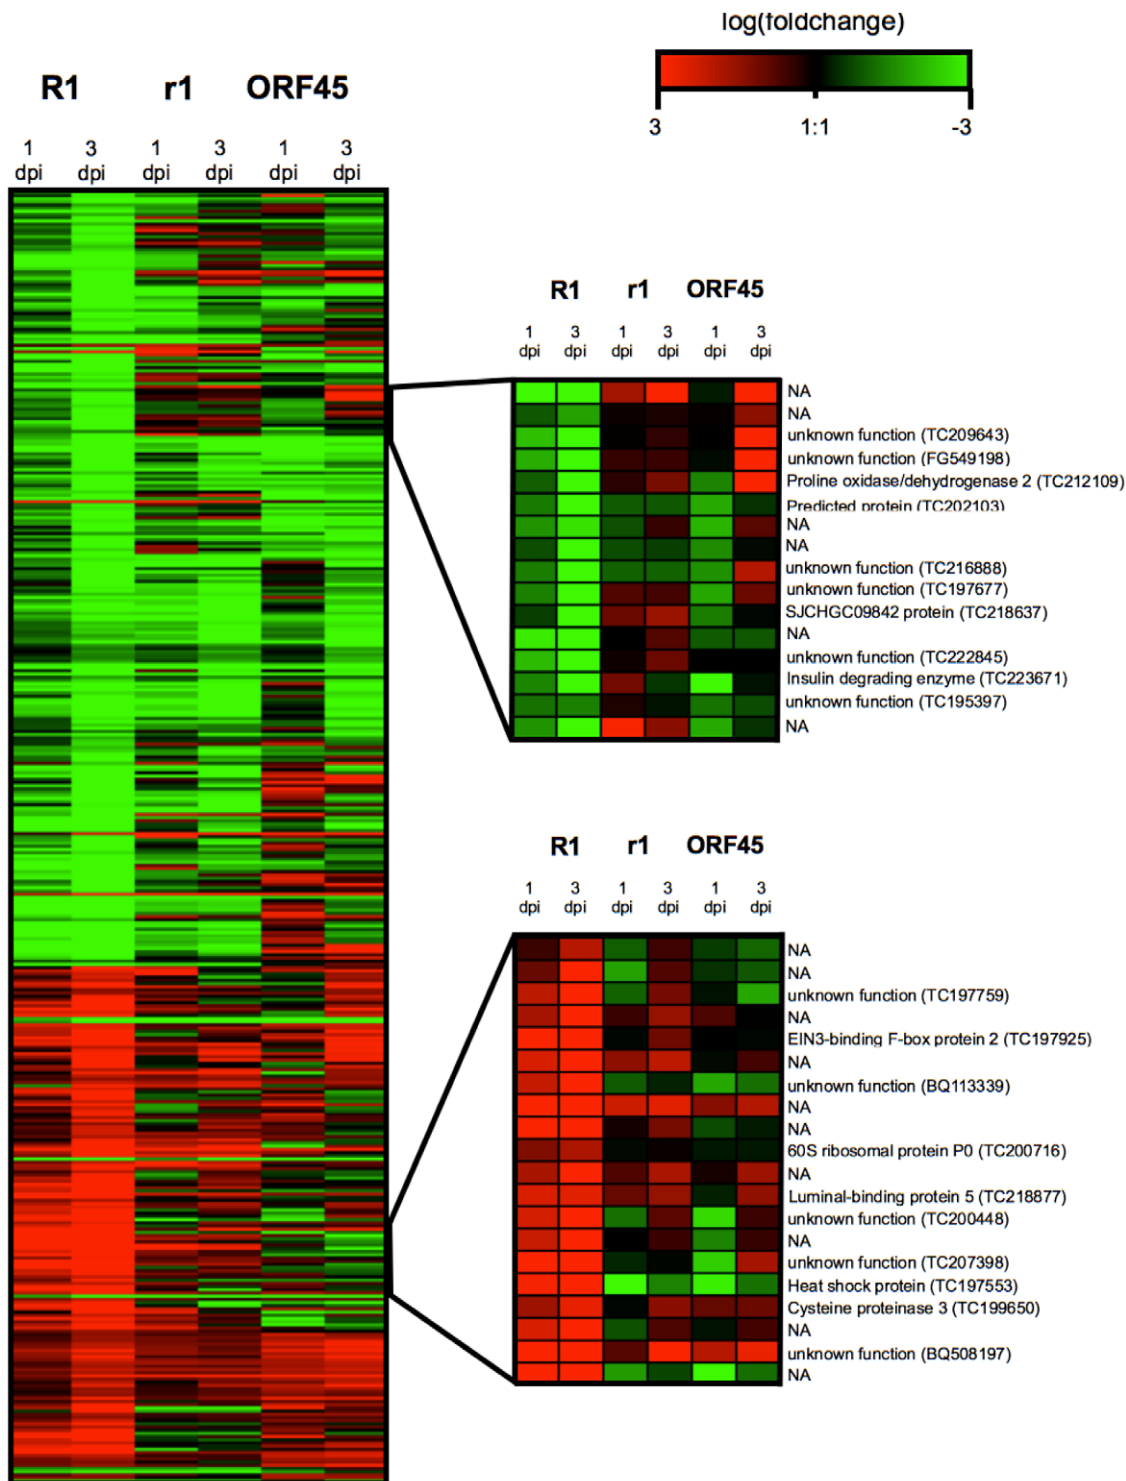 log(foldchange)
3 1:1 -3
R1 r1 ORF45
1 3 1 3 1 3
dpi dpi dpi dpi dpi dpi
R1 r1 ORF45
1 3 1 3 1 3
dpi dpi dpi dpi dpi dpi
NA
NA
unknown function (TC209643)
unknown function (FG549198)
Proline oxidase/dehydrogenase 2 (TC212109)
Predicted protein (TC202103)
NA
NA
unknown function (TC216888)
unknown function (TC197677)
SJCHGC09842 protein (TC218637)
NA
unknown function (TC222845)
Insulin degrading enzyme (TC223671)
unknown function (TC195397)
NA
R1 r1 ORF45
1 3 1 3 1 3
dpi dpi dpi dpi dpi dpi
NA
NA
unknown function (TC197759)
NA
EIN3-binding F-box protein 2 (TC197925)
NA
unknown function (BQ113339)
NA
NA
60S ribosomal protein P0 (TC200716)
NA
Luminal-binding protein 5 (TC218877)
unknown function (TC200448)
NA
unknown function (TC207398)
Heat shock protein (TC197553)
Cysteine proteinase 3 (TC199650)
NA
unknown function (BQ508197)
NA